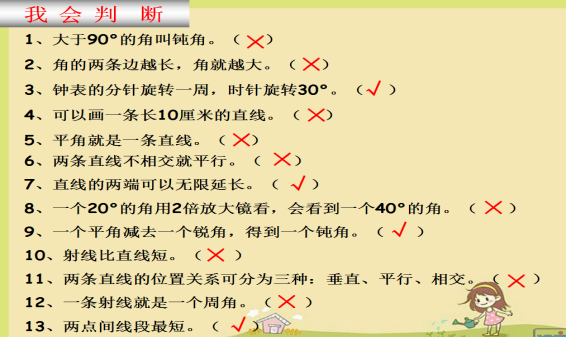 我会判 断
1、大于90°的角叫钝角。（×）
2、角的两条边越长，角就越大。（×）
3、钟表的分针旋转一周，时针旋转30°。（√）
4、可以画一条长10厘米的直线。（×）
5、平角就是一条直线。（×）
6、两条直线不相交就平行。（×）
7、直线的两端可以无限延长。（√）
8、一个20°的角用2倍放大镜看，会看到一个40°的角。（×）
9、一个平角减去一个锐角，得到一个钝角。（√）
10、射线比直线短。（×）
11、两条直线的位置关系可分为三种：垂直、平行、相交。（×）
12、一条射线就是一个周角。（×）
13、两点间线段最短。（√）